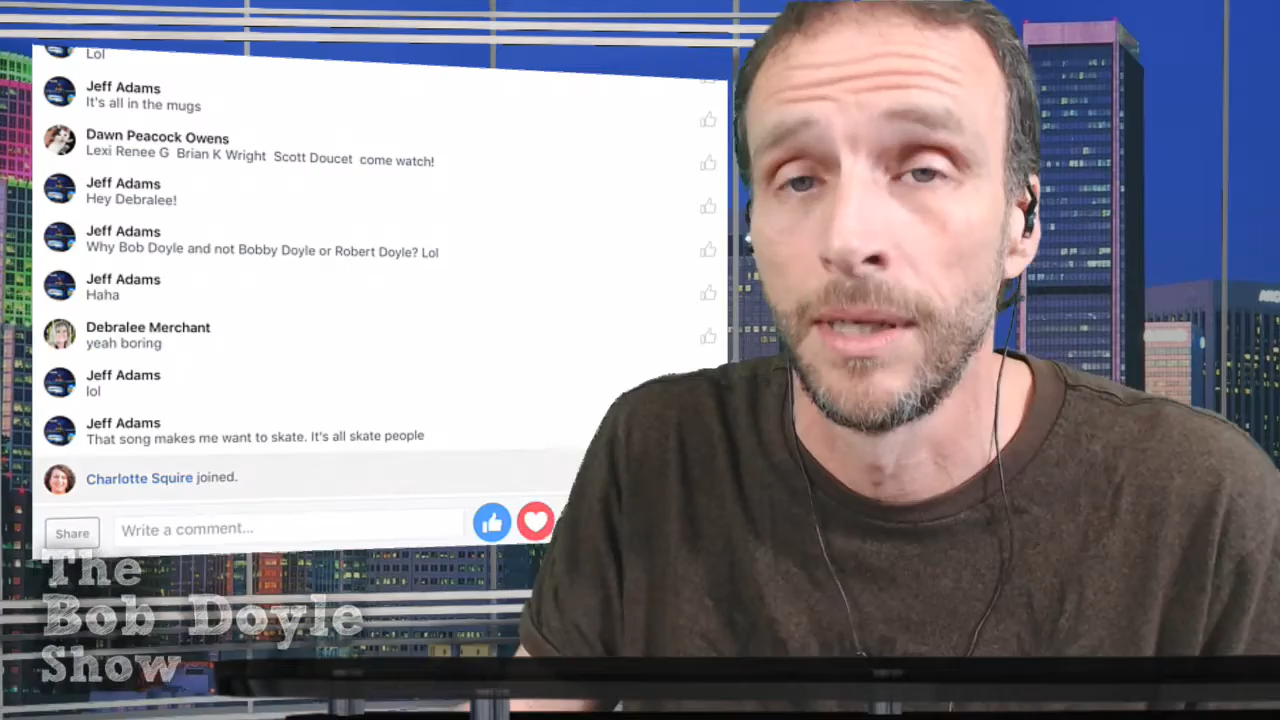 Lol
Jeff Adams
It's all in the mugs
Dawn Peacock Owens
Lexi Renee G Brian K Wright Scott Doucet come watch!
Jeff Adams
Hey Debralee!
Jeff Adams
Why Bob Doyle and not Bobby Doyle or Robert Doyle? Lol
Jeff Adams
Haha
Debralee Merchant
yeah boring
Jeff Adams
lol
Jeff Adams
That song makes me want to skate. It's all skate people
Charlotte Squire joined.
Share
Write a comment...
The
Bob Doyle
Show